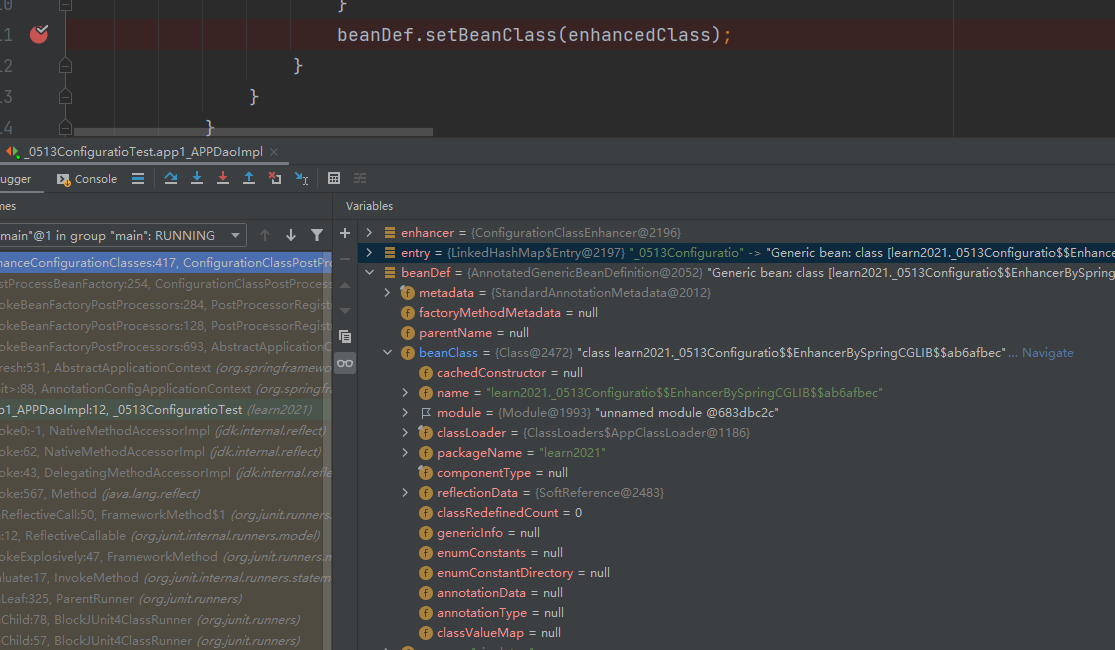 }
11 beanDef.setBeanClass(enhancedClass);
12 }
13 }
14 }
_0513ConfiguratioTest.app1_APPDaoImpl ×
ugger Console
mes Variables
main"@1 in group "main": RUNNING
nanceConfigurationClasses:417, ConfigurationClassPostPro
stProcessBeanFactory:254, ConfigurationClassPostProcess
okeBeanFactoryPostProcessors:284, PostProcessorRegist
okeBeanFactoryPostProcessors:128, PostProcessorRegist
okeBeanFactoryPostProcessors:693, AbstractApplicationC
resh:531, AbstractApplicationContext (org.springframewo
it>:88, AnnotationConfigApplicationContext (org.springfr
p1_APPDaoImpl:12, _0513ConfiguratioTest (learn2021)
oke0:-1, NativeMethodAccessorImpl (jdk.internal.reflect)
oke:62, NativeMethodAccessorImpl (jdk.internal.reflect)
oke:43, DelegatingMethodAccessorImpl (jdk.internal.refle
oke:567, Method (java.lang.reflect)
ReflectiveCall:50, FrameworkMethod$1 (org.junit.runners.
:12, ReflectiveCallable (org.junit.internal.runners.model)
okeExplosively:47, FrameworkMethod (org.junit.runners.m
aluate:17, InvokeMethod (org.junit.internal.runners.statem
Leaf:325, ParentRunner (org.junit.runners)
Child:78, BlockJUnit4ClassRunner (org.junit.runners)
Child:57, BlockJUnit4ClassRunner (org.junit.runners)
enhancer = {ConfigurationClassEnhancer@2196}
entry = {LinkedHashMap$Entry@2197} "_0513Configuratio" -> "Generic bean: class [learn2021._0513Configuratio$$Enhance
beanDef = {AnnotatedGenericBeanDefinition@2052} "Generic bean: class [learn2021._0513Configuratio$$EnhancerBySpring
metadata = {StandardAnnotationMetadata@2012}
factoryMethodMetadata = null
parentName = null
beanClass = {Class@2472} "class learn2021._0513Configuratio$$EnhancerBySpringCGLIB$$ab6afbec"... Navigate
cachedConstructor = null
name = "learn2021._0513Configuratio$$EnhancerBySpringCGLIB$$ab6afbec"
module = {Module@1993} "unnamed module @683dbc2c"
classLoader = {ClassLoaders$AppClassLoader@1186}
packageName = "learn2021"
componentType = null
reflectionData = {SoftReference@2483}
classRedefinedCount = 0
genericInfo = null
enumConstants = null
enumConstantDirectory = null
annotationData = null
annotationType = null
classValueMap = null